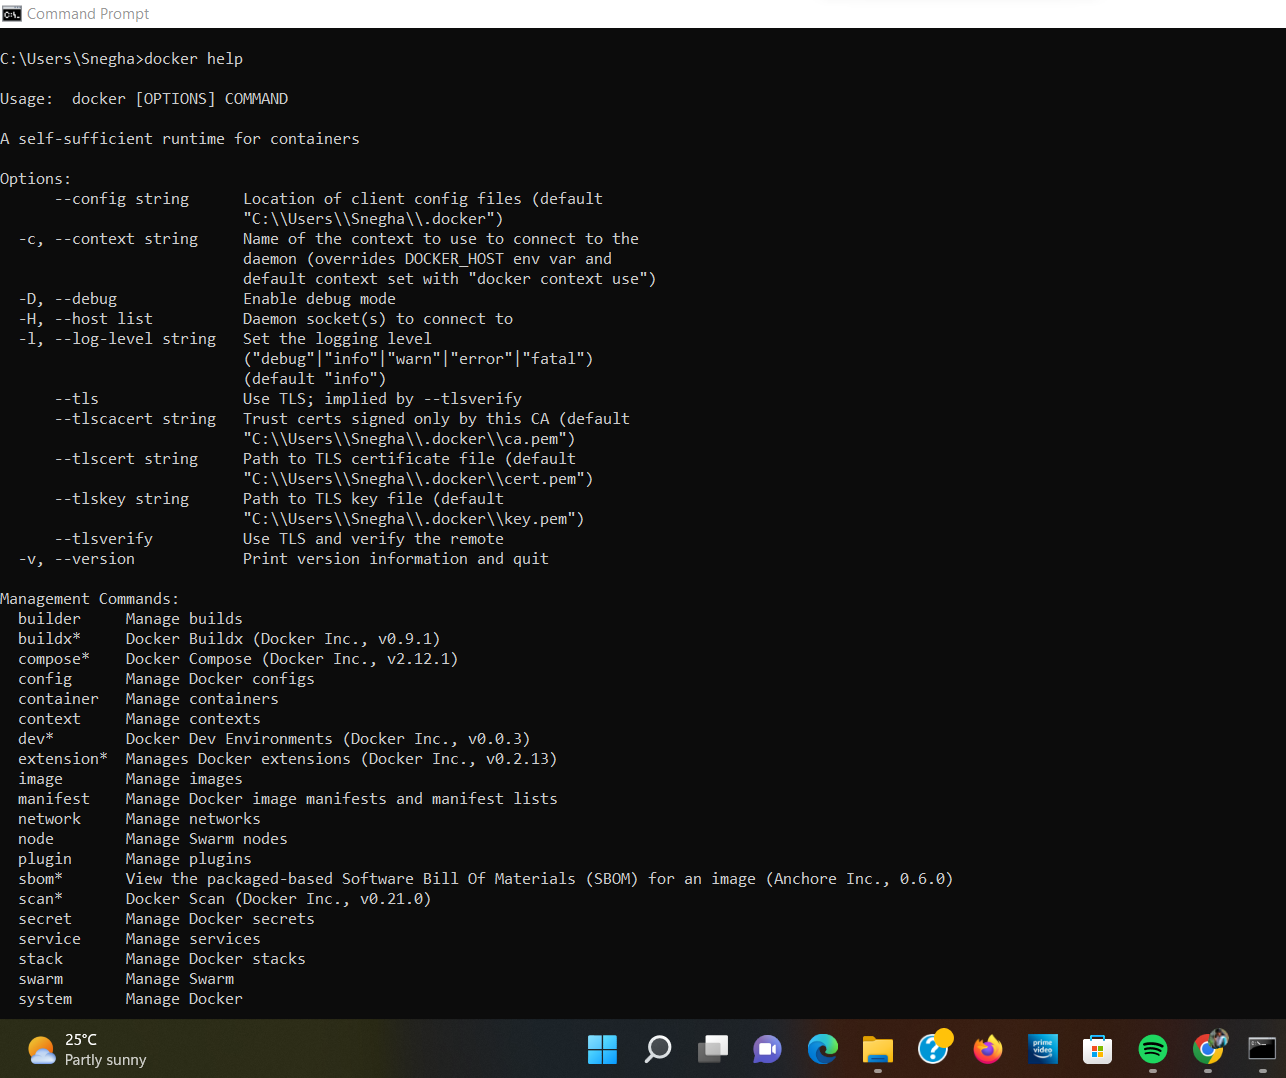 Command Prompt
C:\Users\Snegha>docker help
Usage:  docker [OPTIONS] COMMAND
A self-sufficient runtime for containers
Options:
      --config string      Location of client config files (default
                           "C:\\Users\\Snegha\\.docker")
  -c, --context string     Name of the context to use to connect to the
                           daemon (overrides DOCKER_HOST env var and
                           default context set with "docker context use")
  -D, --debug              Enable debug mode
  -H, --host list          Daemon socket(s) to connect to
  -l, --log-level string   Set the logging level
                           ("debug"|"info"|"warn"|"error"|"fatal")
                           (default "info")
      --tls                Use TLS; implied by --tlsverify
      --tlscacert string   Trust certs signed only by this CA (default
                           "C:\\Users\\Snegha\\.docker\\ca.pem")
      --tlscert string     Path to TLS certificate file (default
                           "C:\\Users\\Snegha\\.docker\\cert.pem")
      --tlskey string      Path to TLS key file (default
                           "C:\\Users\\Snegha\\.docker\\key.pem")
      --tlsverify          Use TLS and verify the remote
  -v, --version            Print version information and quit
Management Commands:
  builder     Manage builds
  buildx*     Docker Buildx (Docker Inc., v0.9.1)
  compose*    Docker Compose (Docker Inc., v2.12.1)
  config      Manage Docker configs
  container   Manage containers
  context     Manage contexts
  dev*        Docker Dev Environments (Docker Inc., v0.0.3)
  extension*  Manages Docker extensions (Docker Inc., v0.2.13)
  image       Manage images
  manifest    Manage Docker image manifests and manifest lists
  network     Manage networks
  node        Manage Swarm nodes
  plugin      Manage plugins
  sbom*       View the packaged-based Software Bill Of Materials (SBOM) for an image (Anchore Inc., 0.6.0)
  scan*       Docker Scan (Docker Inc., v0.21.0)
  secret      Manage Docker secrets
  service     Manage services
  stack       Manage Docker stacks
  swarm       Manage Swarm
  system      Manage Docker
25°C
Partly sunny
prime
video